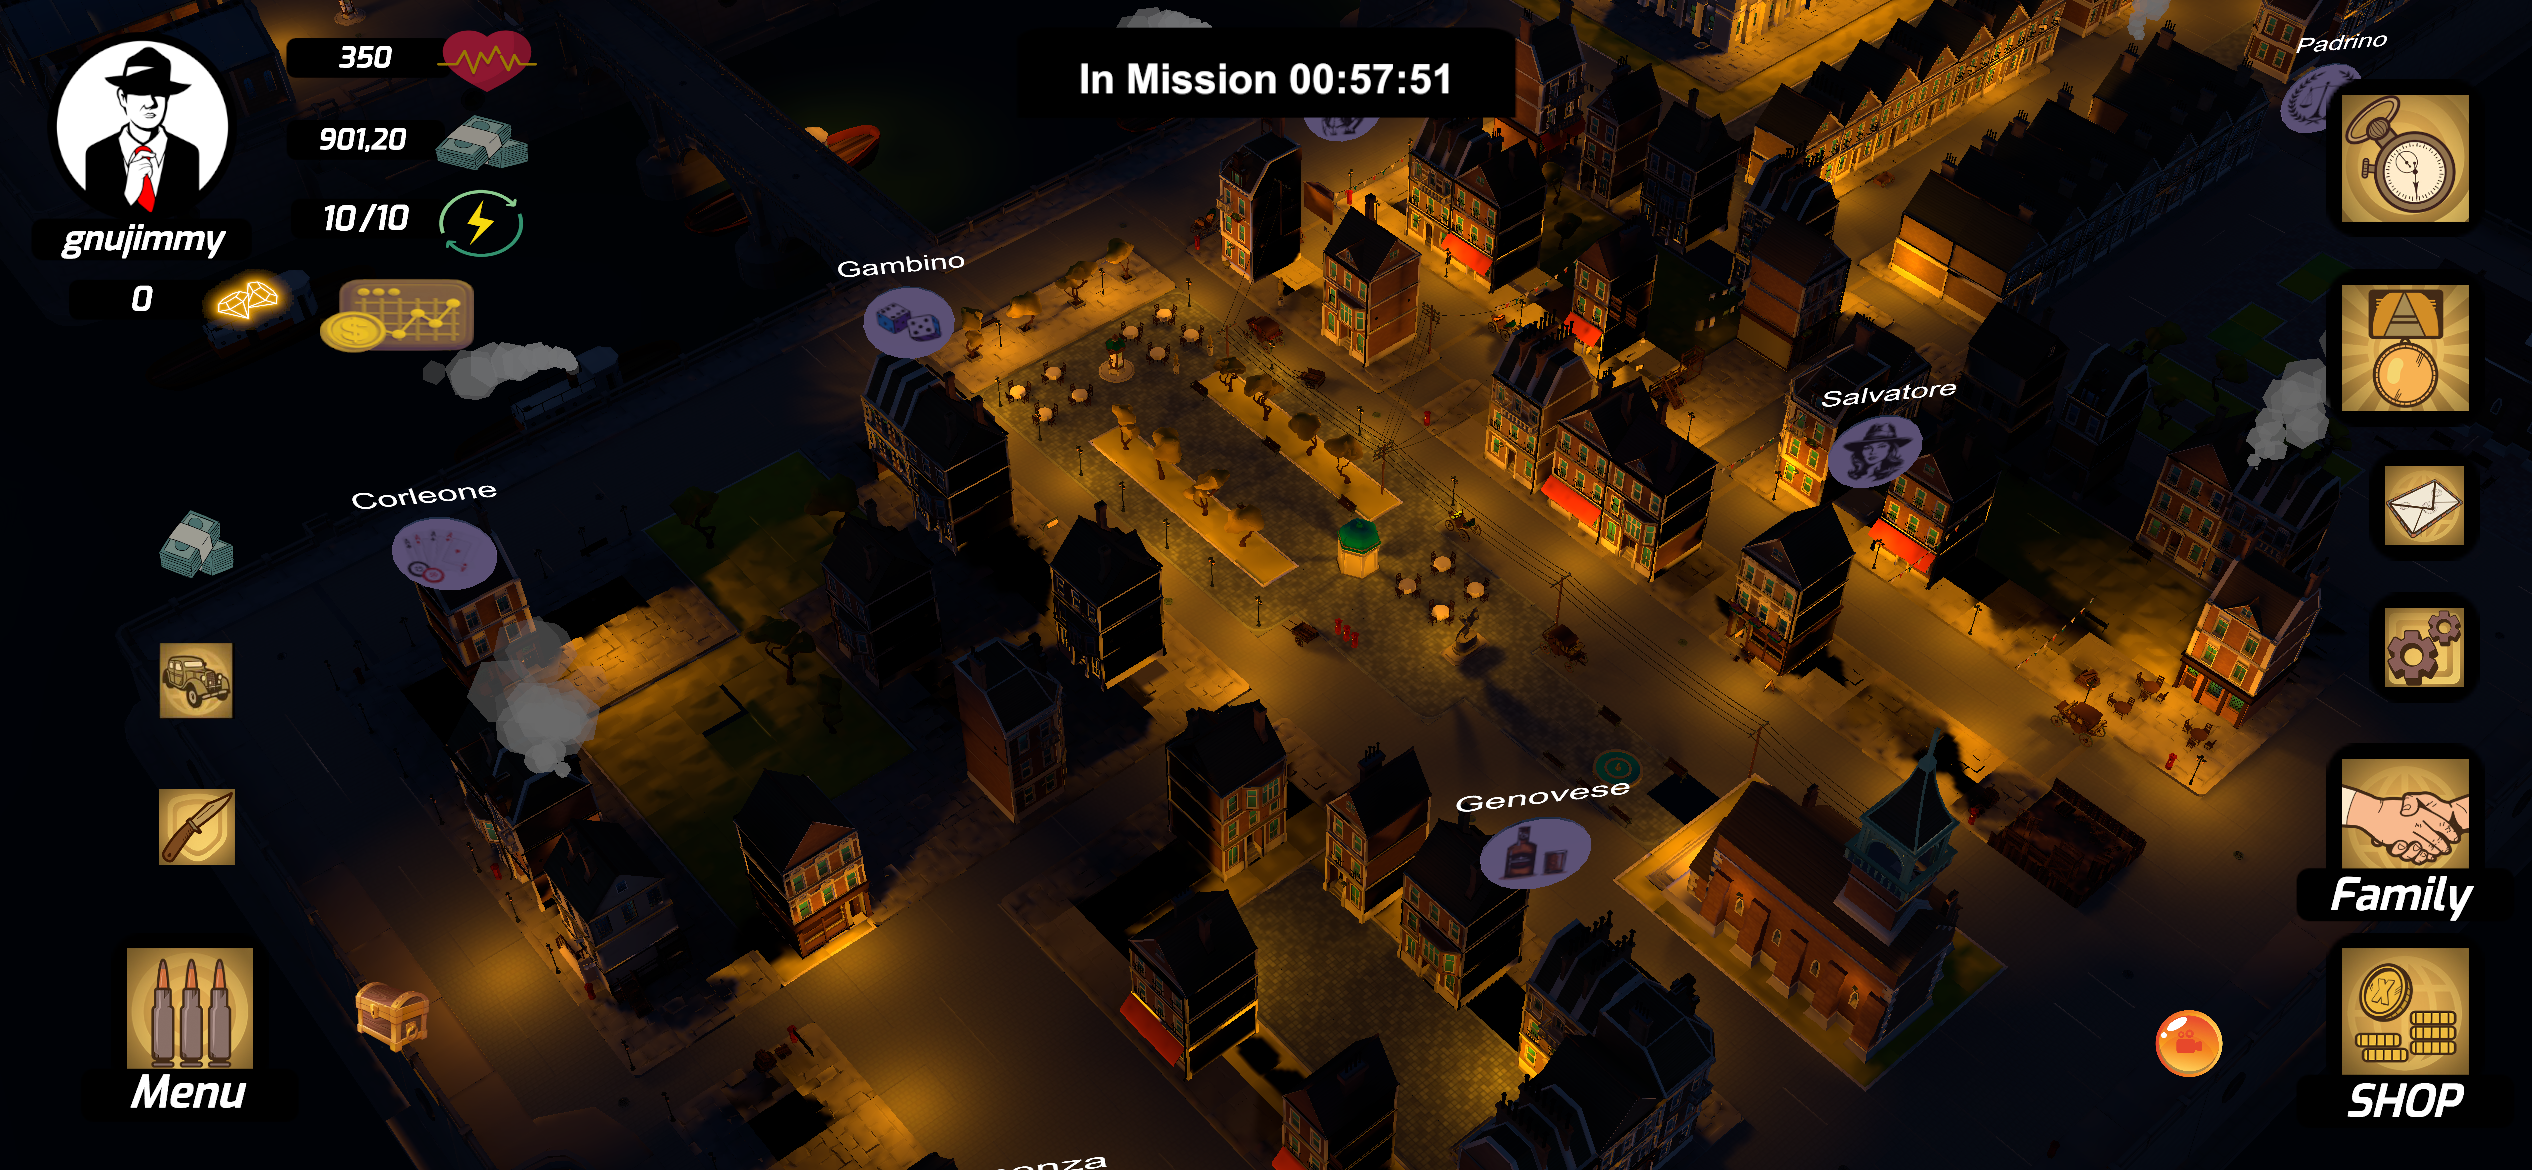 350
In Mission 00:57:51
Padrino
901,20
10/10
gnujimmy
0
Gambino
Salvatore
Corleone
Genovese
Family
Menu
SHOP